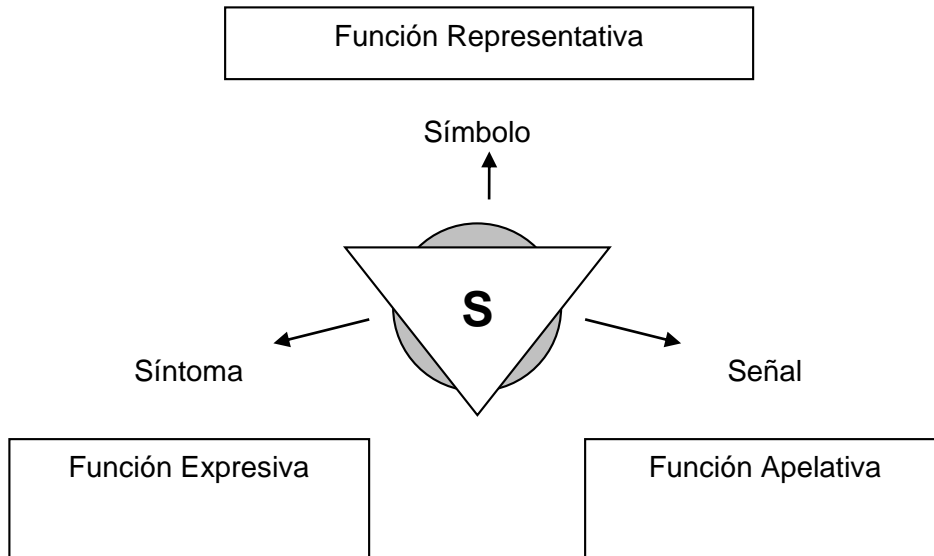 Función Representativa
Símbolo
S
Síntoma
Señal
Función Expresiva
Función Apelativa